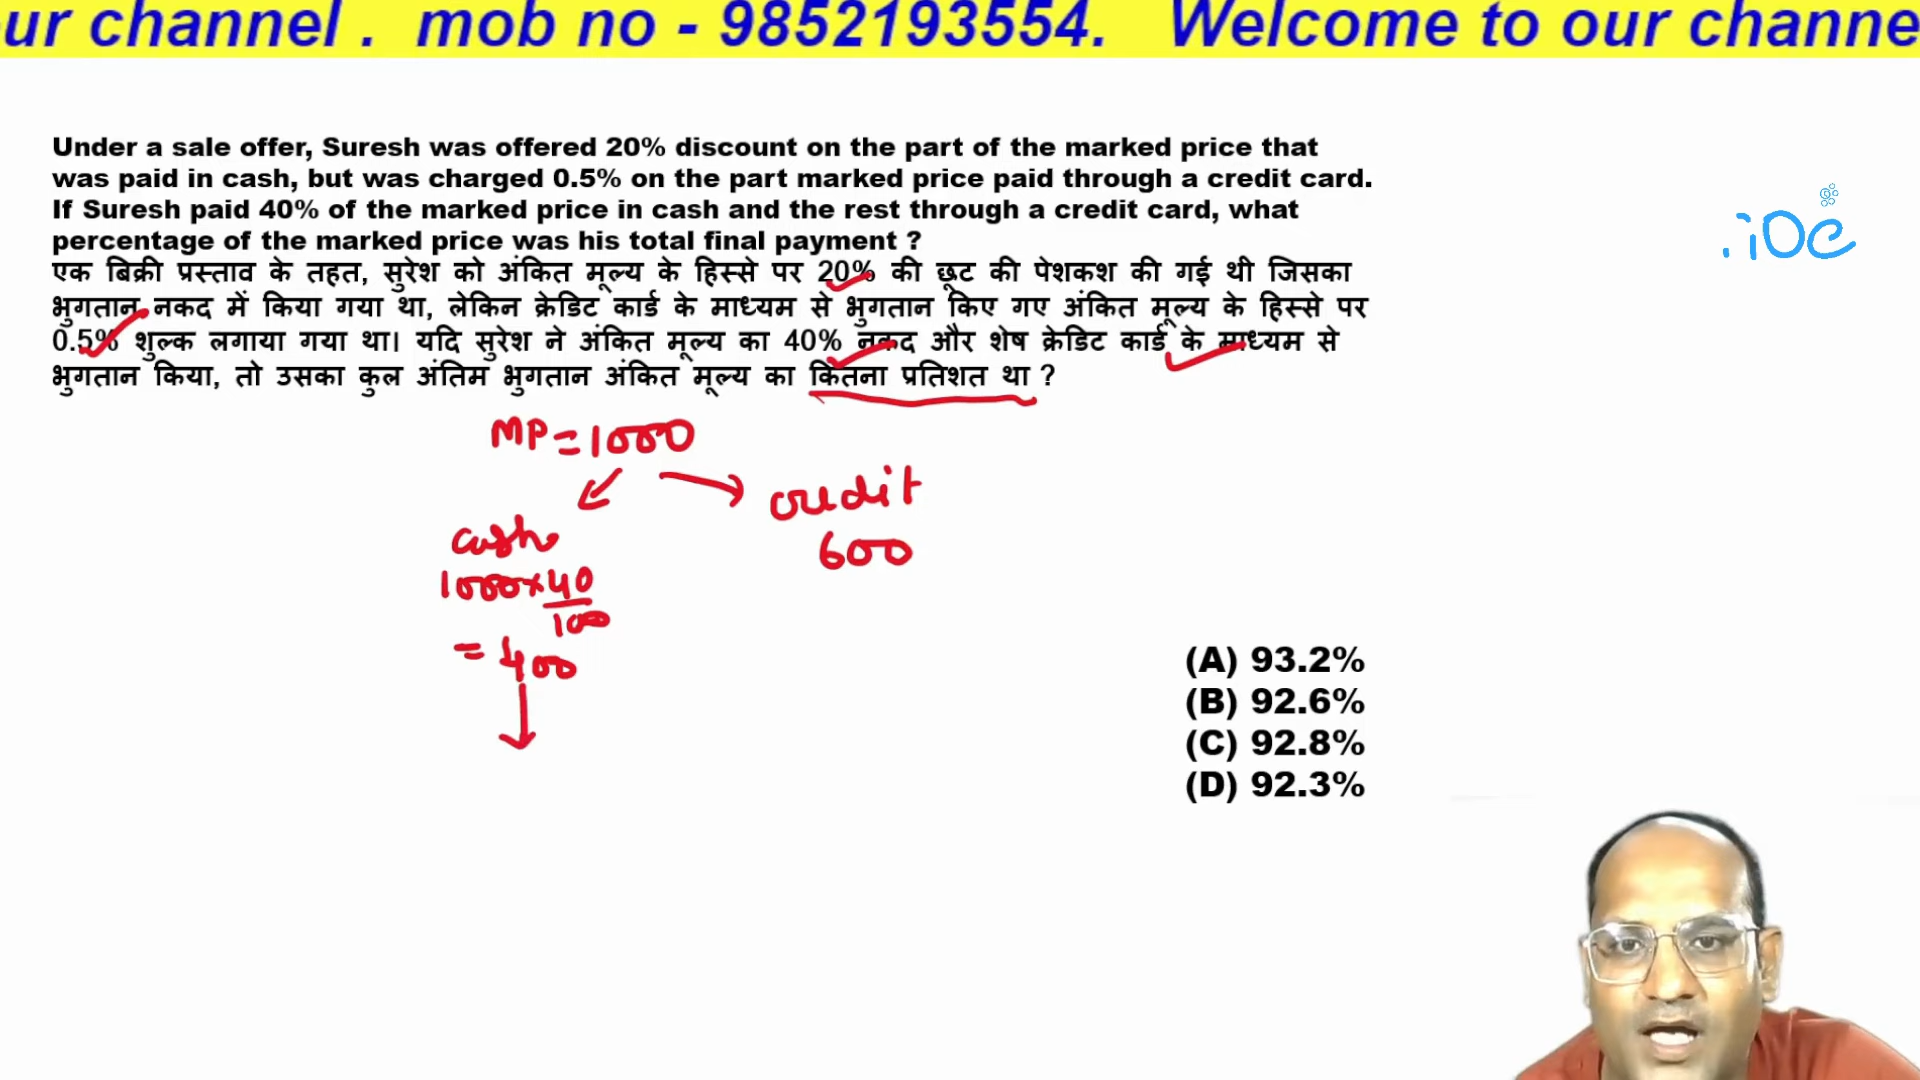 ur channel .  mob no - 9852193554.  Welcome to our channe
Under a sale offer, Suresh was offered 20% discount on the part of the marked price that
was paid in cash, but was charged 0.5% on the part marked price paid through a credit card.
If Suresh paid 40% of the marked price in cash and the rest through a credit card, what
percentage of the marked price was his total final payment ?
एक बिक्री प्रस्ताव के तहत, सुरेश को अंकित मूल्य के हिस्से पर 20% की छूट की पेशकश की गई थी जिसका
भुगतान नकद में किया गया था, लेकिन क्रेडिट कार्ड के माध्यम से भुगतान किए गए अंकित मूल्य के हिस्से पर
0.5% शुल्क लगाया गया था। यदि सुरेश ने अंकित मूल्य का 40% नकद और शेष क्रेडिट कार्ड के माध्यम से
भुगतान किया, तो उसका कुल अंतिम भुगतान अंकित मूल्य का कितना प्रतिशत था ?
MP = 1000
cash
credit
1000 × 40
600
100
= 400
(A) 93.2%
(B) 92.6%
(C) 92.8%
(D) 92.3%